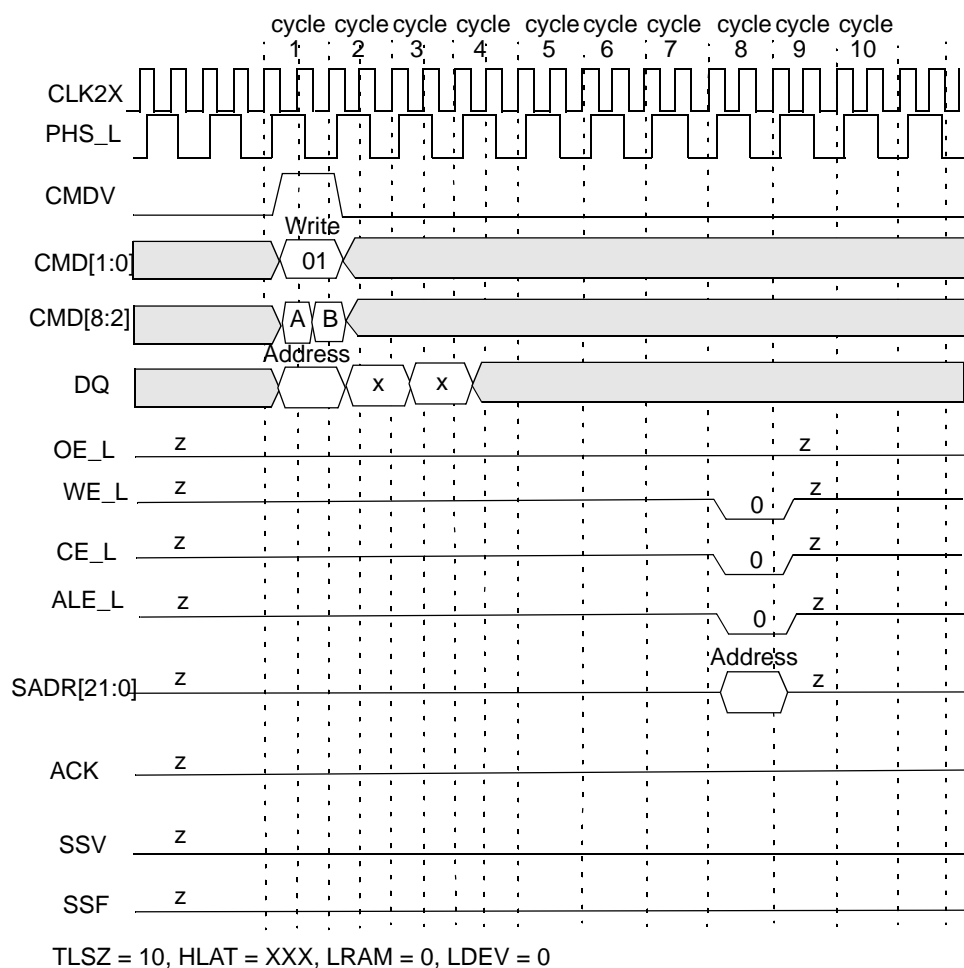 cycle cycle cycle cycle cycle cycle cycle cycle cycle cycle
1 2 3 4 5 6 7 8 9 10
CLK2X
PHS_L
CMDV
Write
CMD[1:0] 01
CMD[8:2] A B
Address
DQ x x
OE_L z z
WE_L z 0 z
CE_L z 0 z
ALE_L z 0 z
Address
SADR[21:0] z z
ACK z
SSV z
SSF z
TLSZ = 10, HLAT = XXX, LRAM = 0, LDEV = 0